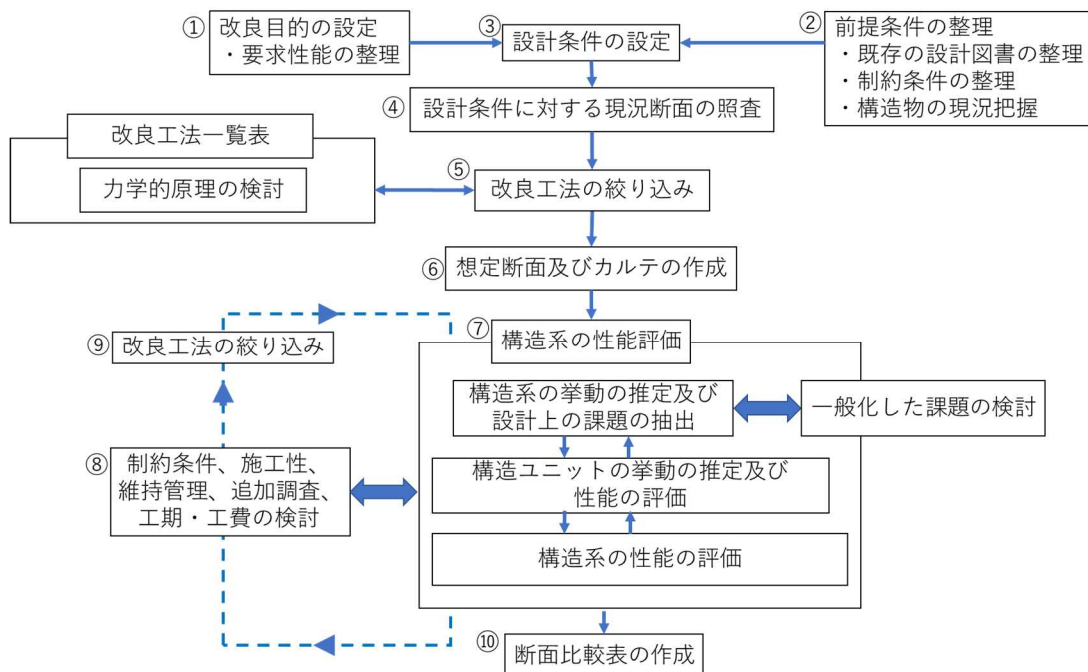 ①
改良目的の設定
・要求性能の整理
③
設計条件の設定
②
前提条件の整理
・既存の設計図書の整理
・制約条件の整理
・構造物の現況把握
④
設計条件に対する現況断面の照査
改良工法一覧表
力学的原理の検討
⑤
改良工法の絞り込み
⑥
想定断面及びカルテの作成
⑦
構造系の性能評価
⑨
改良工法の絞り込み
構造系の挙動の推定及び
設計上の課題の抽出
一般化した課題の検討
⑧
制約条件、施工性、
維持管理、追加調査、
工期・工費の検討
構造ユニットの挙動の推定及び
性能の評価
構造系の性能の評価
⑩
断面比較表の作成